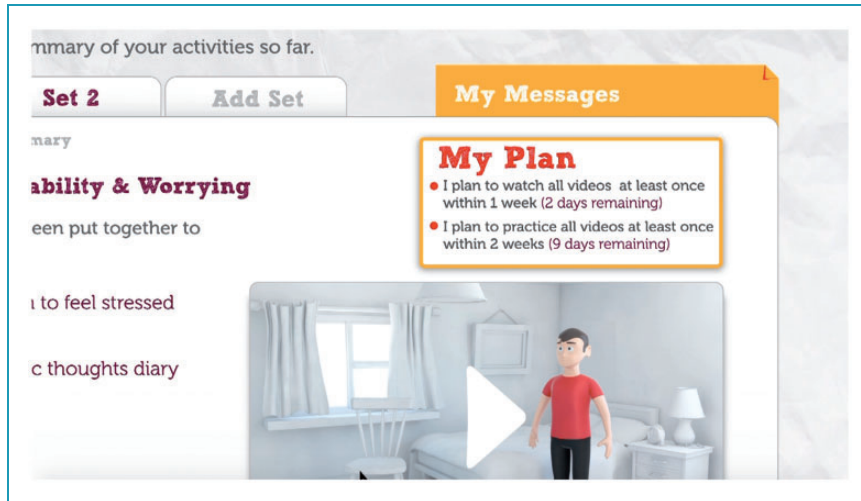 mmary of your activities so far.
Set 2
Add Set
My Messages
mary
My Plan
• I plan to watch all videos at least once
within 1 week (2 days remaining)
• I plan to practice all videos at least once
within 2 weeks (9 days remaining)
ability & Worrying
een put together to
n to feel stressed
c thoughts diary